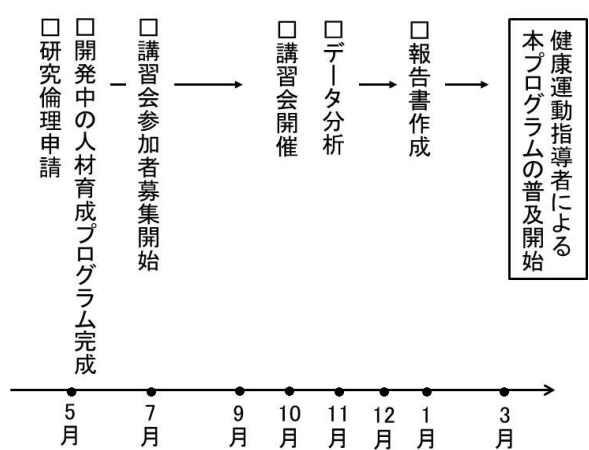 □研究倫理申請
□開発中の人材育成プログラム完成
□講習会参加者募集開始
□講習会開催
□データ分析
□報告書作成
健康運動指導者による
本プログラムの普及開始
5月
7月
9月
10月
11月
12月
1月
3月